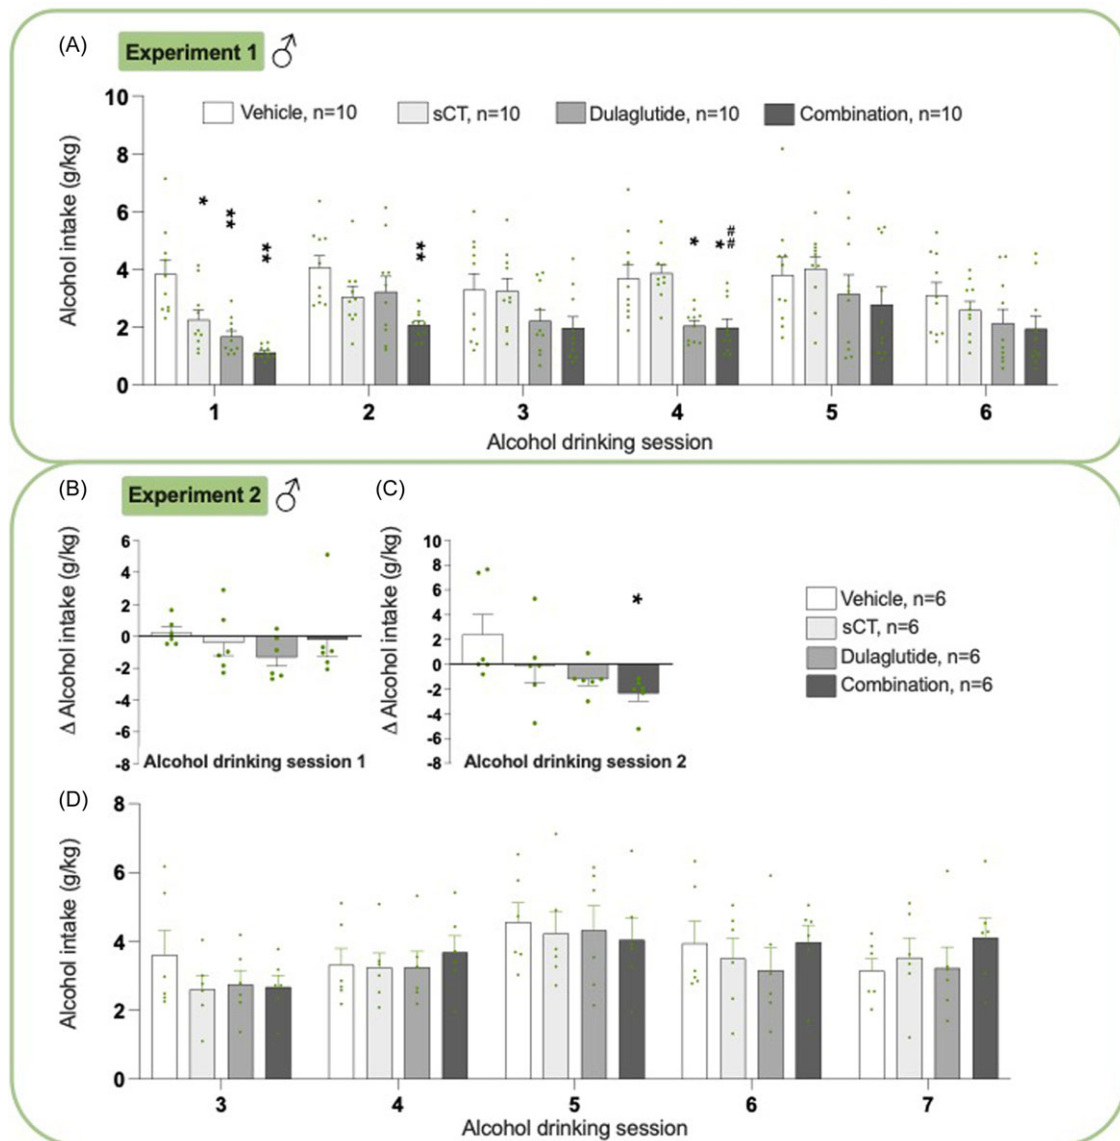 (A) Experiment 1 ♂
Vehicle, n=10 sCT, n=10 Dulaglutide, n=10 Combination, n=10
Alcohol intake (g/kg)
10
8
6
4
2
0
* ** ** ** * * ##
1 2 3 4 5 6
Alcohol drinking session
(B) Experiment 2 ♂
Δ Alcohol intake (g/kg)
6
4
2
0
-2
-4
-6
-8
Alcohol drinking session 1
(C)
Δ Alcohol intake (g/kg)
10
8
6
4
2
0
-2
-4
-6
-8
*
Alcohol drinking session 2
Vehicle, n=6
sCT, n=6
Dulaglutide, n=6
Combination, n=6
(D)
Alcohol intake (g/kg)
8
6
4
2
0
3 4 5 6 7
Alcohol drinking session